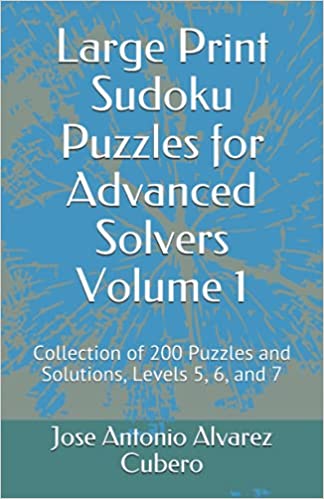 Large Print
Sudoku
Puzzles for
Advanced
Solvers
Volume 1
Collection of 200 Puzzles and
Solutions, Levels 5, 6, and 7
Jose Antonio Alvarez
Cubero